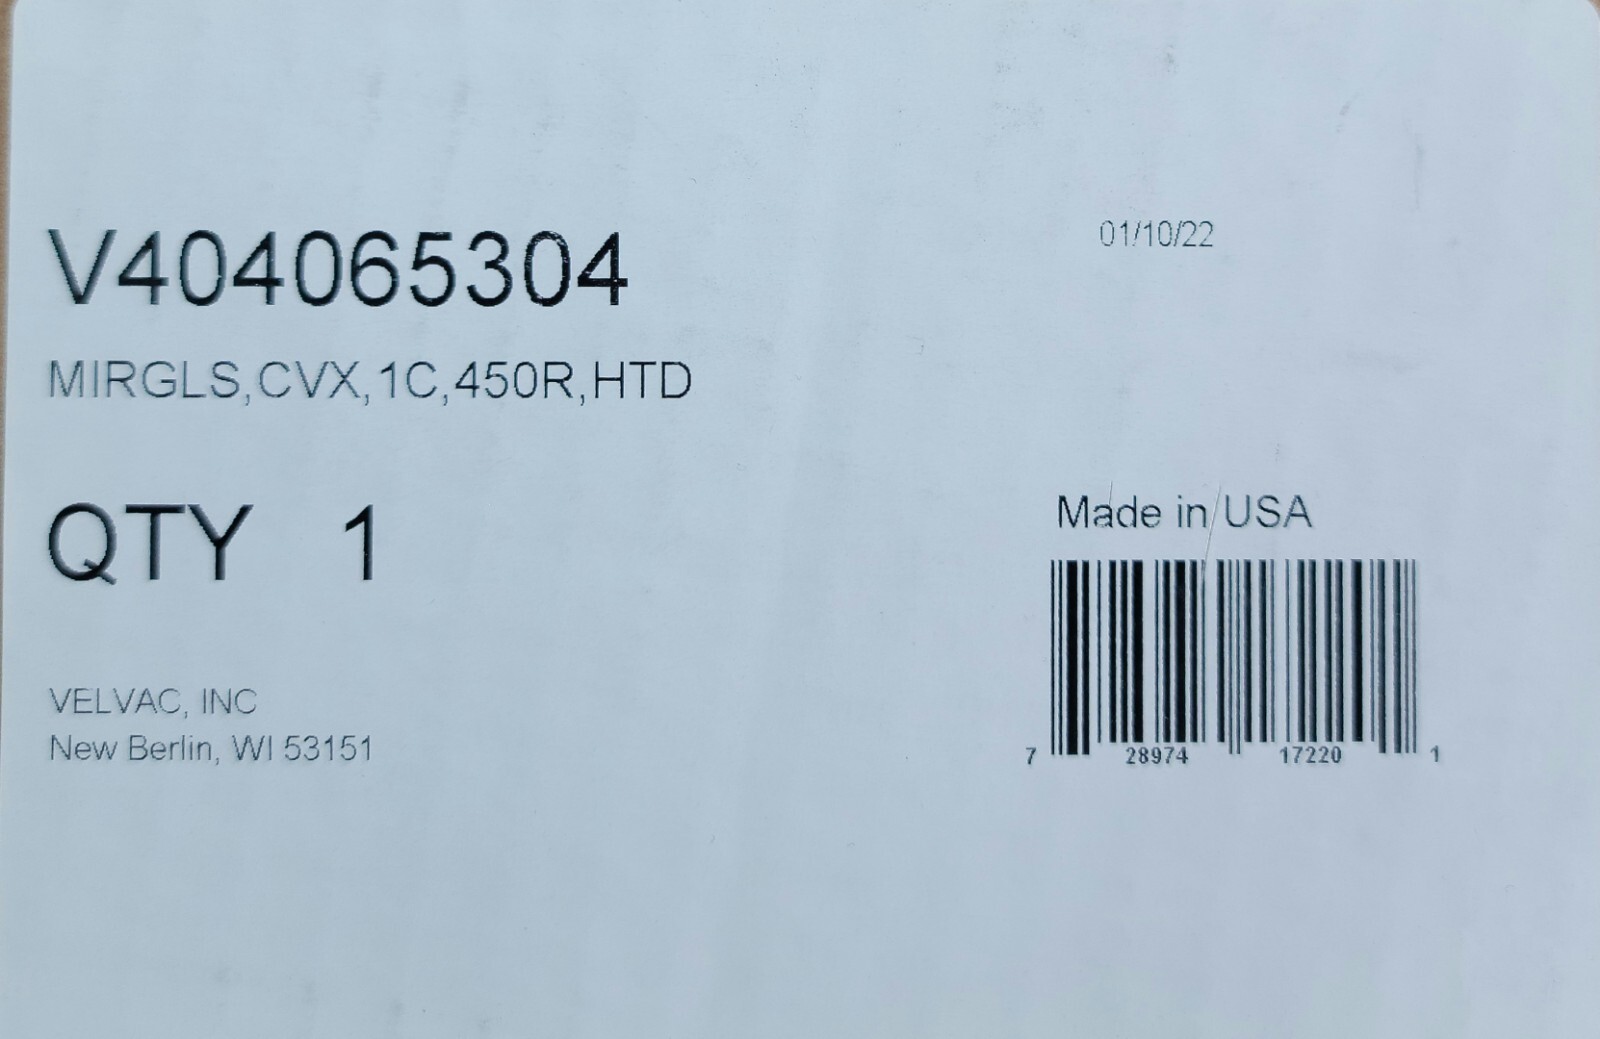 V404065304
01/10/22
MIRGLS,CVX,1C,450R,HTD
QTY 1
Made in USA
VELVAC, INC
New Berlin, WI 53151
7 28974 17220 1